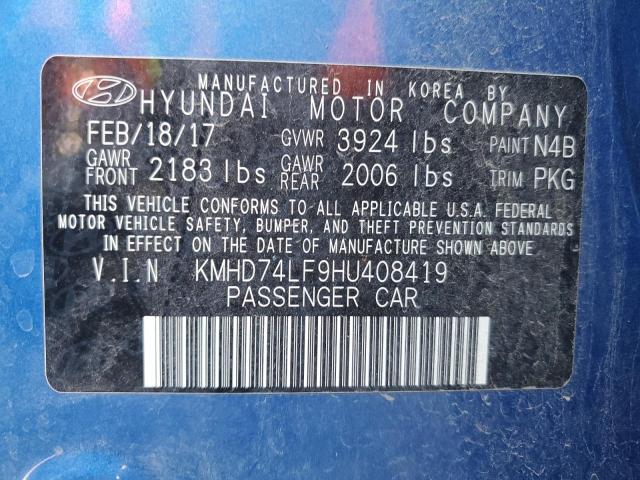 MANUFACTURED IN KOREA BY
HYUNDAI MOTOR COMPANY
FEB/18/17 GVWR 3924 lbs PAINT N4B
GAWR FRONT 2183 lbs GAWR REAR 2006 lbs TRIM PKG
THIS VEHICLE CONFORMS TO ALL APPLICABLE U.S.A. FEDERAL
MOTOR VEHICLE SAFETY, BUMPER, AND THEFT PREVENTION STANDARDS
IN EFFECT ON THE DATE OF MANUFACTURE SHOWN ABOVE.
V.I.N KMHD74LF9HU408419
PASSENGER CAR